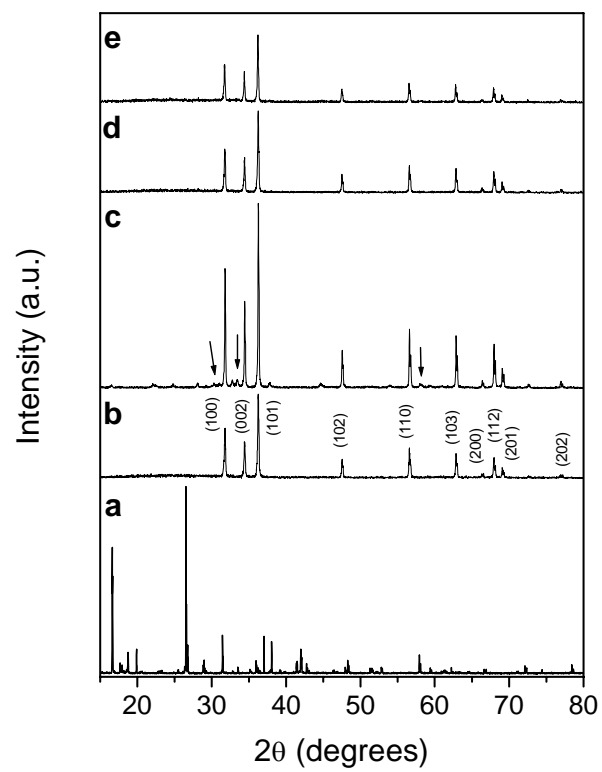 e
d
c
b
a
(100)
(002)
(101)
(102)
(110)
(103)
(200)
(112)
(201)
(202)
Intensity (a.u.)
20 30 40 50 60 70 80
2θ (degrees)